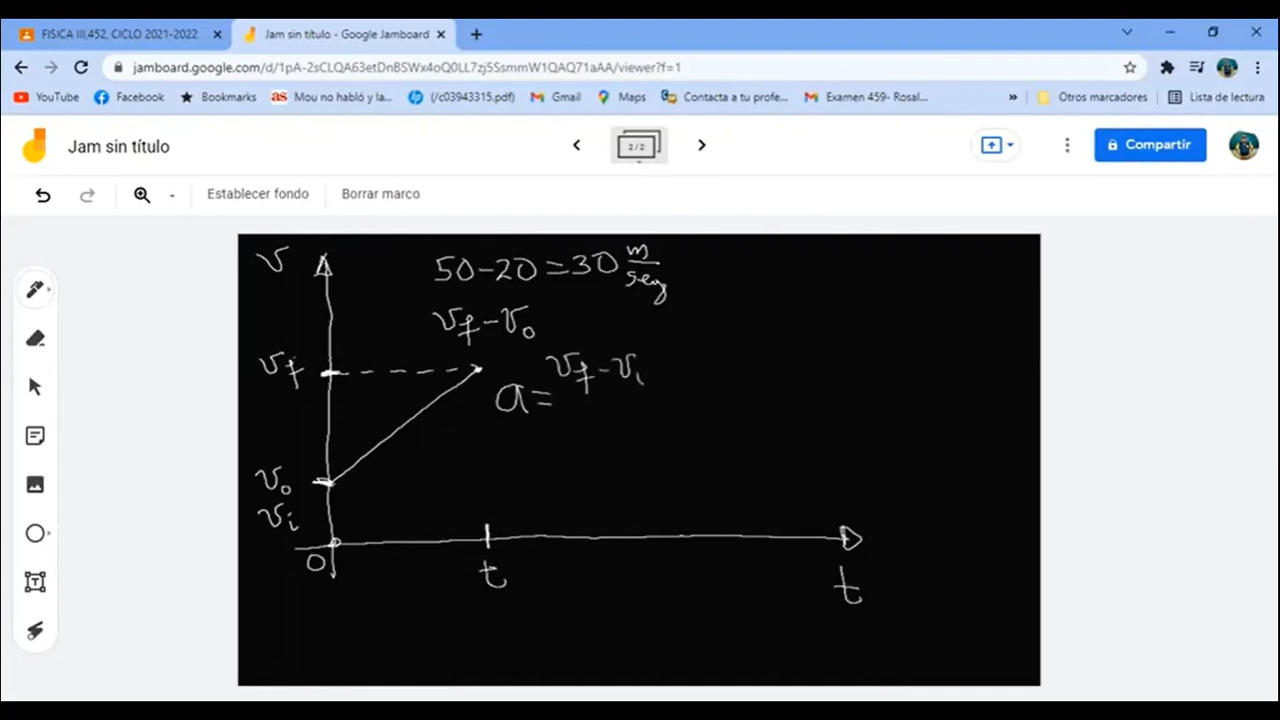 FISICA III,452, CICLO 2021-2022
Jam sin título - Google Jamboard
jamboard.google.com/d/1pA-2sCLQA63etDnBSWx4oQ0LL7zj5SsmmW1QAQ71aAA/viewer?f=1
YouTube Facebook Bookmarks as Mou no habló y la... (/c03943315.pdf) Gmail Maps Contacta a tu profe... Examen 459- Rosal... » Otros marcadores Lista de lectura
Jam sin título
2/2
Compartir
Establecer fondo Borrar marco
v
50-20=30 m/seg
vf-v₀
vf
vf-vi
a=
v₀
vi
0
t
t